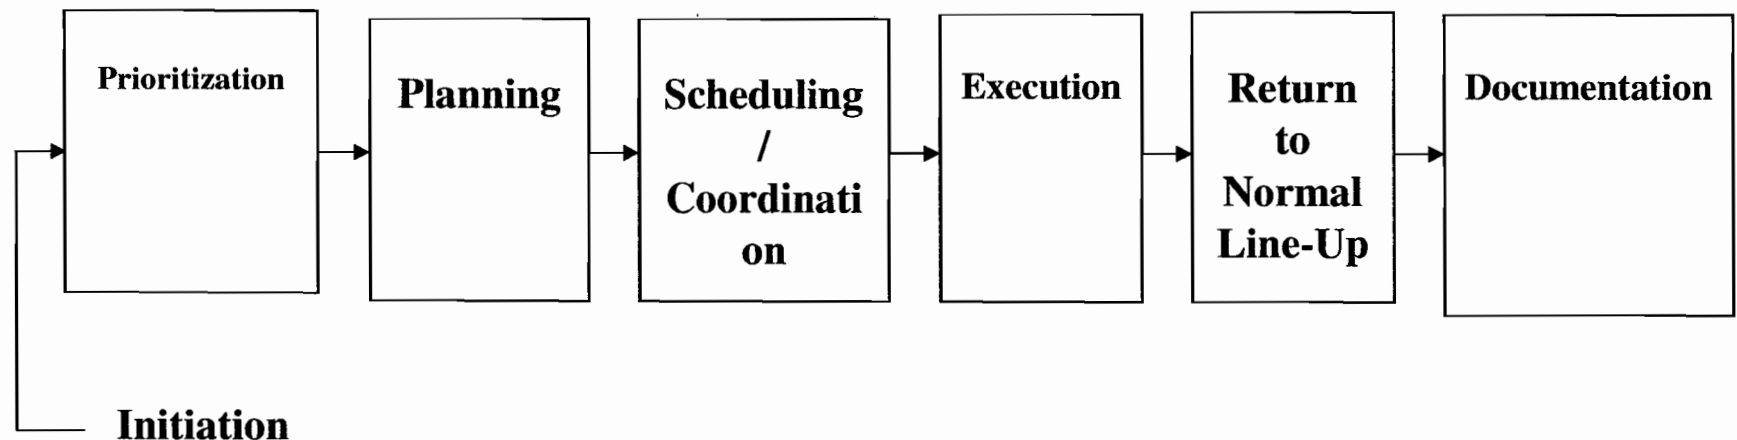 Prioritization
Planning
Scheduling
/
Coordinati
on
Execution
Return
to
Normal
Line-Up
Documentation
Initiation